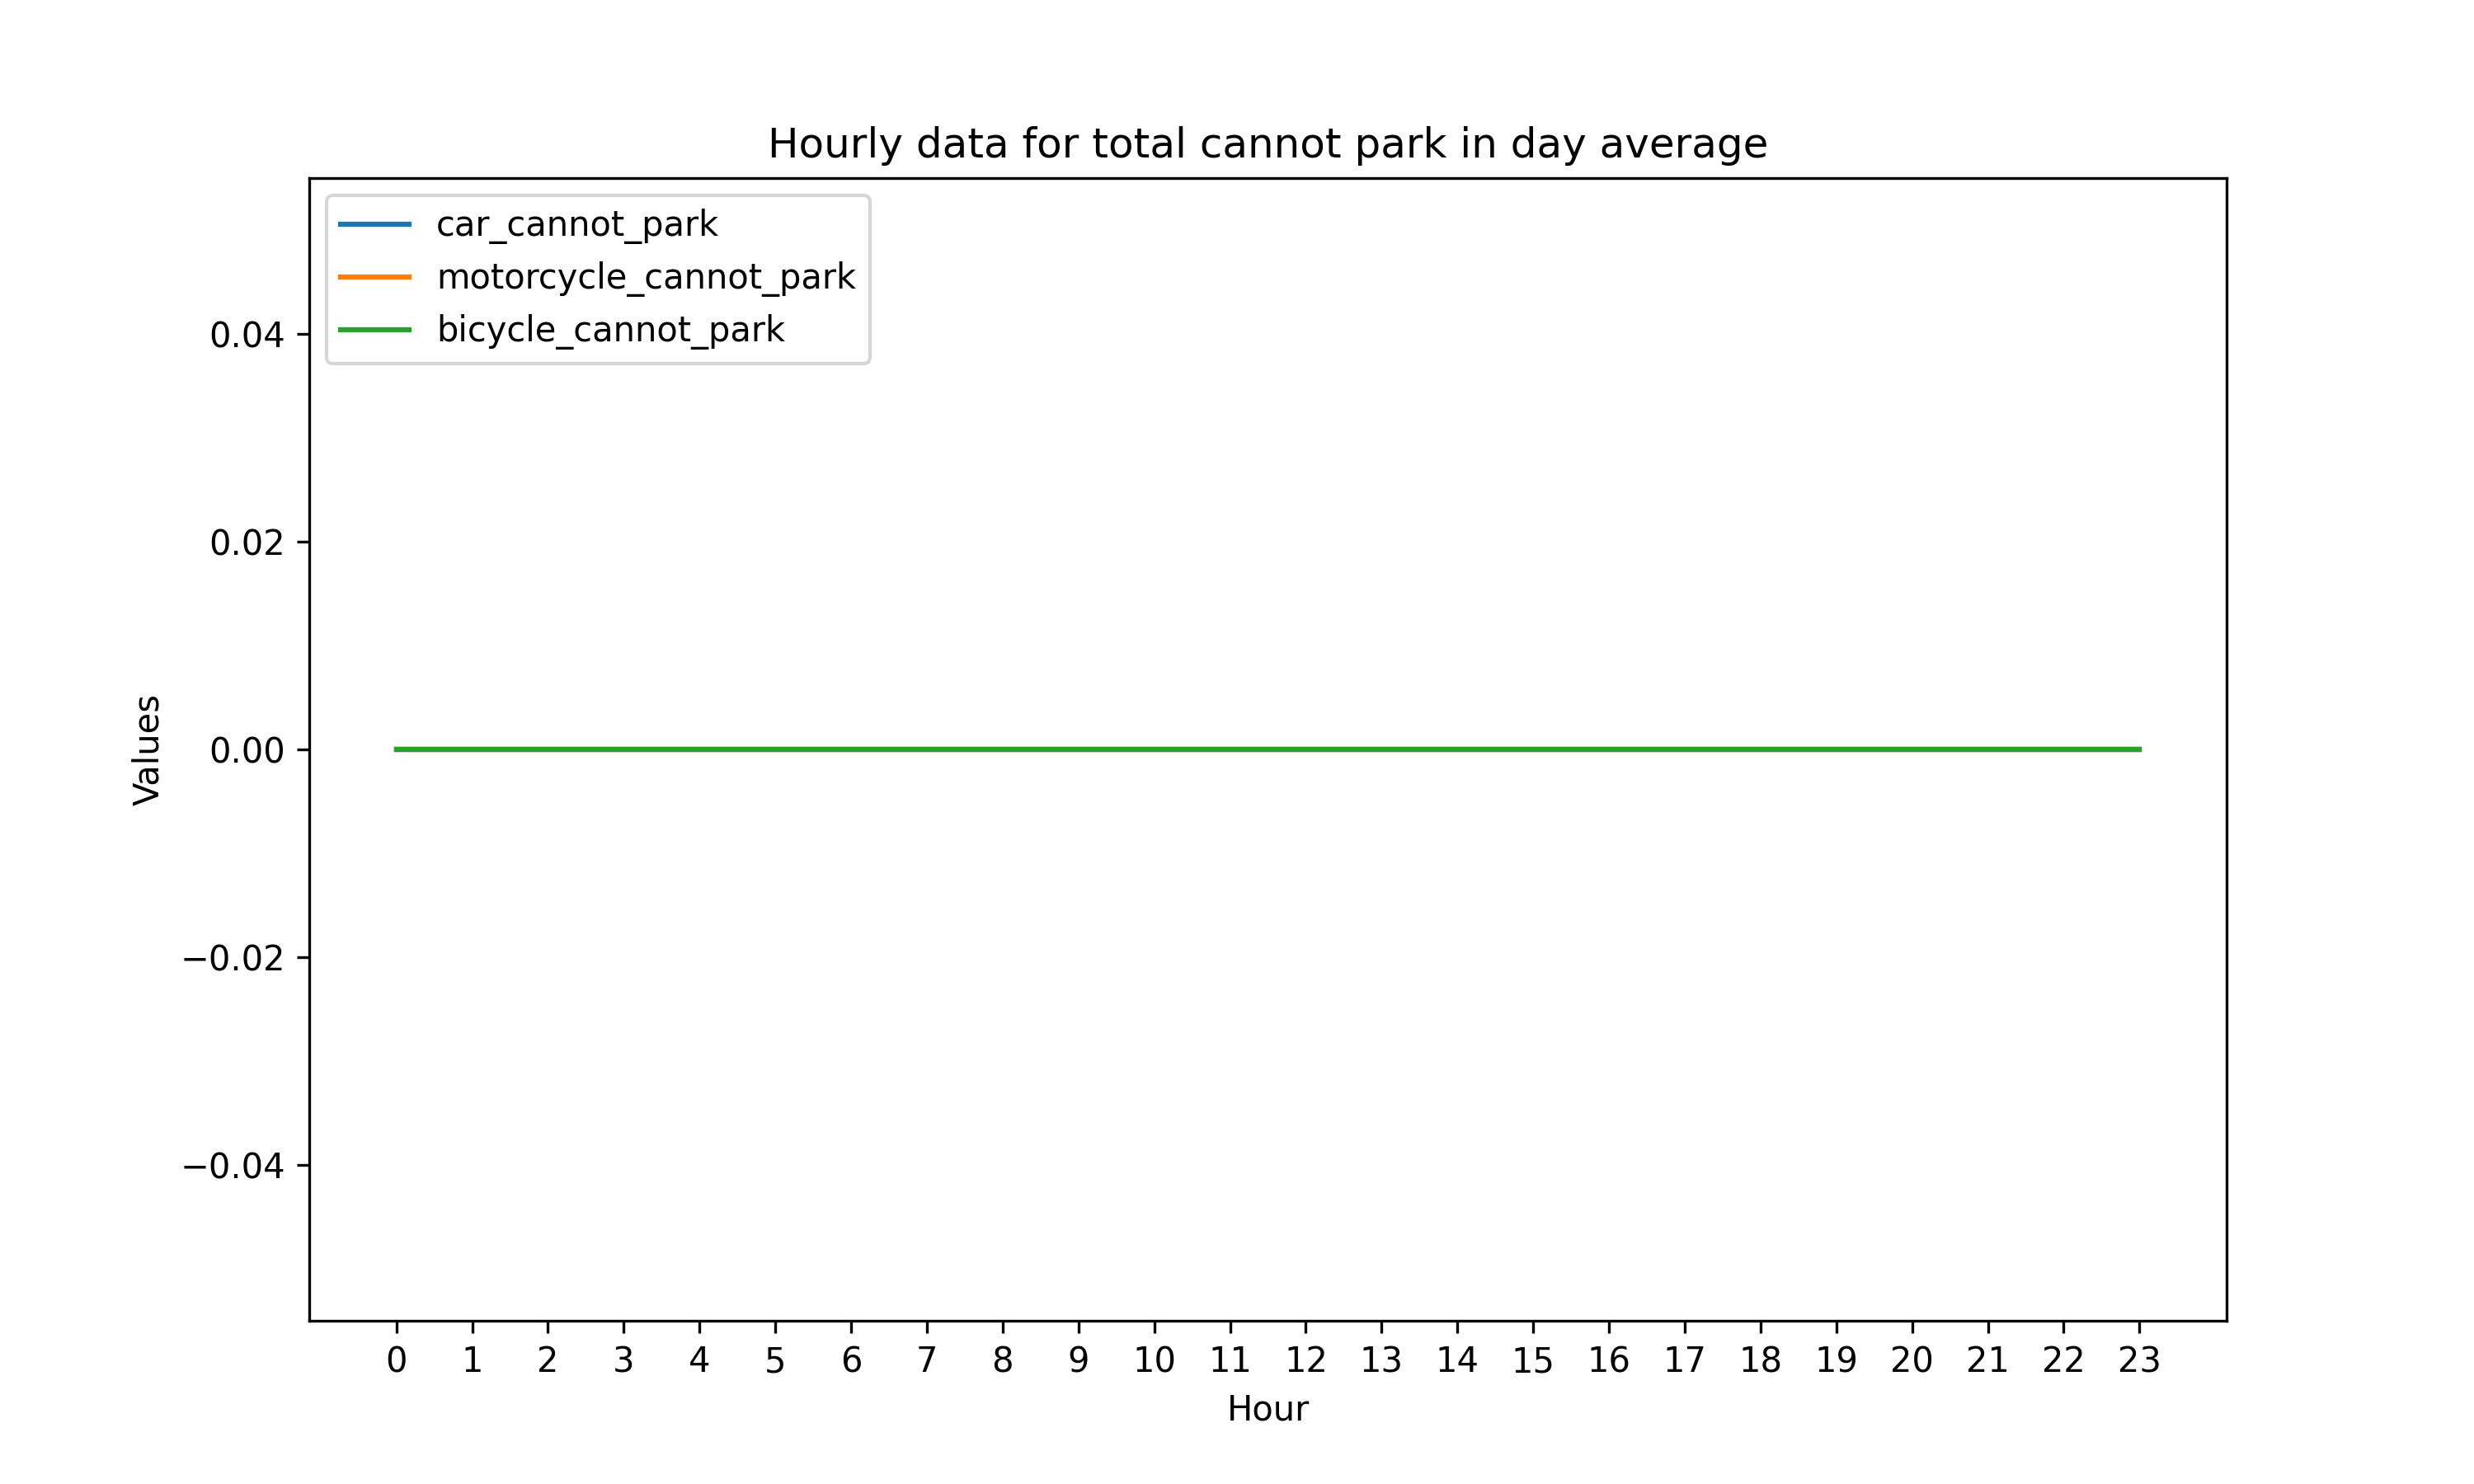 Hourly data for total cannot park in day average
car_cannot_park
motorcycle_cannot_park
bicycle_cannot_park
0.04
0.02
0.00
−0.02
−0.04
Values
0 1 2 3 4 5 6 7 8 9 10 11 12 13 14 15 16 17 18 19 20 21 22 23
Hour